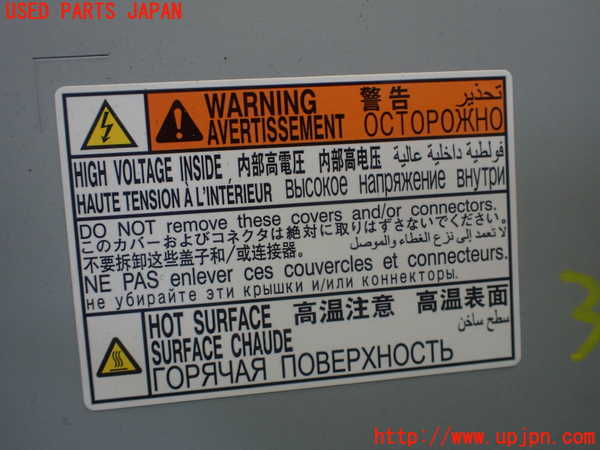 USED PARTS JAPAN
WARNING 警告 تحذير
AVERTISSEMENT ОСТОРОЖНО
HIGH VOLTAGE INSIDE 内部高電圧 内部高电压 فولطية داخلية عالية
HAUTE TENSION À L'INTÉRIEUR высокое напряжение внутри
DO NOT remove these covers and/or connectors.
このカバーおよびコネクタは絶対に取りはずさないでください。
不要拆卸这些盖子和/或连接器。 لا تعمد إلى نزع الغطاء والموصل
NE PAS enlever ces couvercles et connecteurs.
не убирайте эти крышки и/или коннекторы.
HOT SURFACE 高温注意 高温表面
SURFACE CHAUDE سطح ساخن
ГОРЯЧАЯ ПОВЕРХНОСТЬ
3
http://www.upjpn.com/